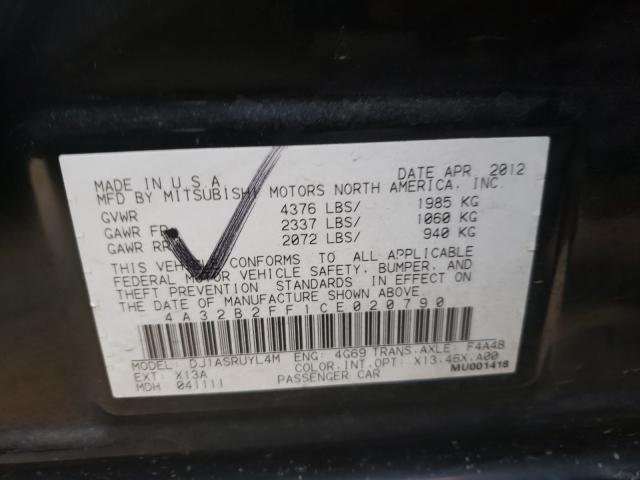 MADE IN U.S.A DATE APR. 2012
MFD BY MITSUBISHI MOTORS NORTH AMERICA, INC.
GVWR 4376 LBS/ 1985 KG
GAWR FR 2337 LBS/ 1060 KG
GAWR RR 2072 LBS/ 940 KG
THIS VEHICLE CONFORMS TO ALL APPLICABLE
FEDERAL MOTOR VEHICLE SAFETY, BUMPER, AND
THEFT PREVENTION STANDARDS IN EFFECT ON
THE DATE OF MANUFACTURE SHOWN ABOVE.
4A32B2FF1CE020790
MODEL: DJ1ASRUYL4M ENG: 4G69 TRANS.AXLE: F4A4B
EXT: X13A COLOR.INT.OPT: X13.46X.A00
MDH 041111 PASSENGER CAR MU001418